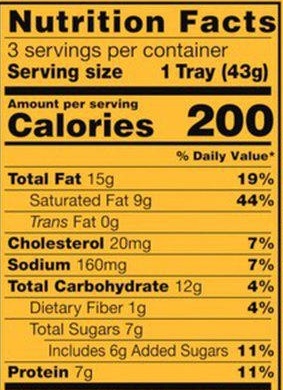 Nutrition Facts
3 servings per container
Serving size 1 Tray (43g)
Amount per serving
Calories 200
% Daily Value*
Total Fat 15g 19%
Saturated Fat 9g 44%
Trans Fat 0g
Cholesterol 20mg 7%
Sodium 160mg 7%
Total Carbohydrate 12g 4%
Dietary Fiber 1g 4%
Total Sugars 7g
Includes 6g Added Sugars 11%
Protein 7g 11%